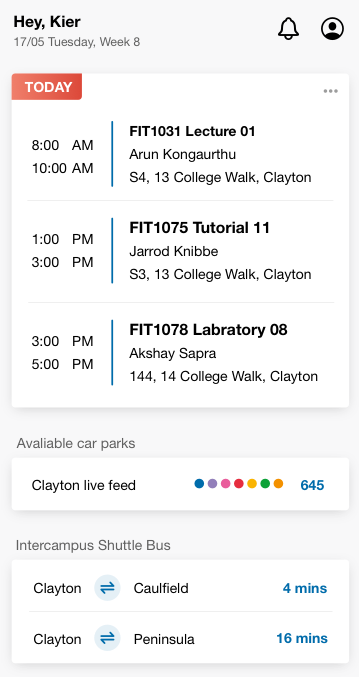 Hey, Kier
17/05 Tuesday, Week 8
TODAY
8:00 AM
10:00 AM
FIT1031 Lecture 01
Arun Kongaurthu
S4, 13 College Walk, Clayton
1:00 PM
3:00 PM
FIT1075 Tutorial 11
Jarrod Knibbe
S3, 13 College Walk, Clayton
3:00 PM
5:00 PM
FIT1078 Labratory 08
Akshay Sapra
144, 14 College Walk, Clayton
Avaliable car parks
Clayton live feed 645
Intercampus Shuttle Bus
Clayton Caulfield 4 mins
Clayton Peninsula 16 mins